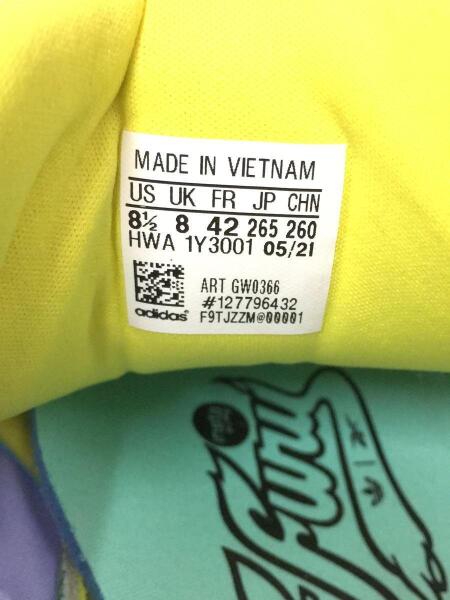 MADE IN VIETNAM
US UK FR JP CHN
8½ 8 42 265 260
HWA 1Y3001 05/21
ART GW0366
#127796432
adidas® F9TJZZM@00001